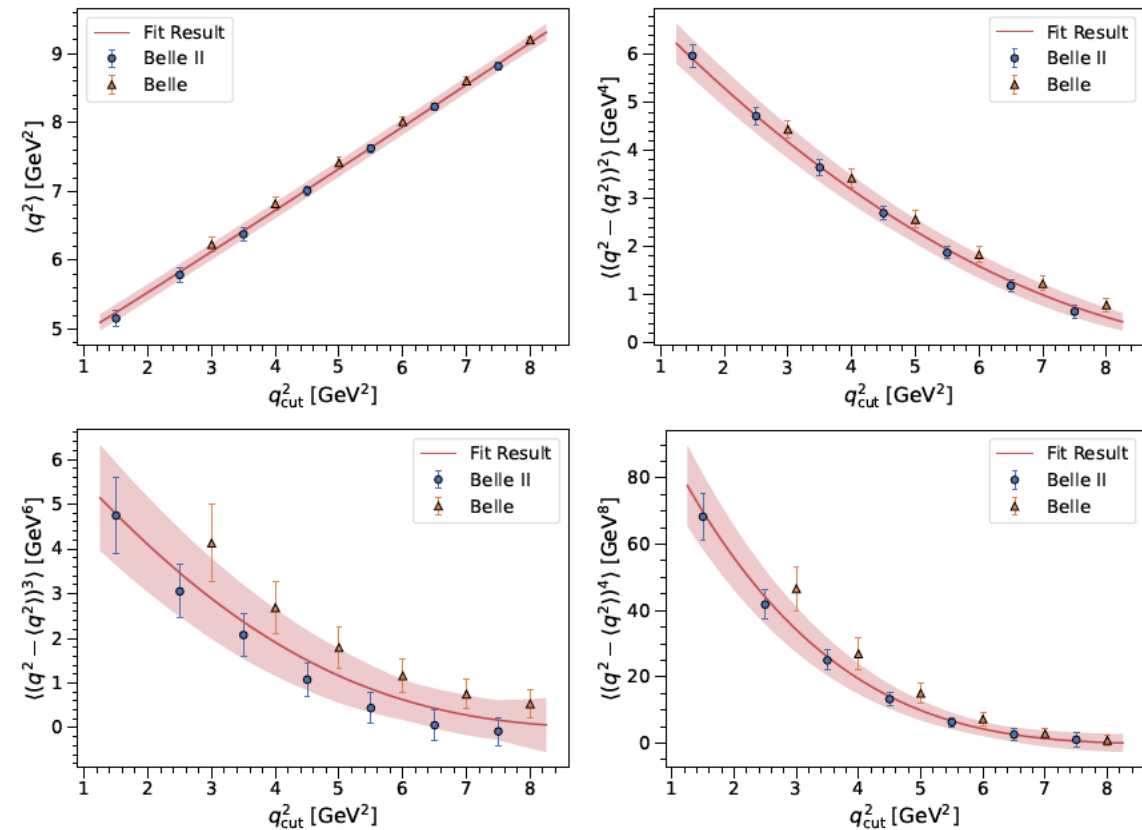 ⟨q²⟩ [GeV²]
9
8
7
6
5
Fit Result
Belle II
Belle
1 2 3 4 5 6 7 8
q²cut [GeV²]
⟨(q² − ⟨q²⟩)²⟩ [GeV⁴]
6
5
4
3
2
1
0
Fit Result
Belle II
Belle
1 2 3 4 5 6 7 8
q²cut [GeV²]
⟨(q² − ⟨q²⟩)³⟩ [GeV⁶]
6
5
4
3
2
1
0
Fit Result
Belle II
Belle
1 2 3 4 5 6 7 8
q²cut [GeV²]
⟨(q² − ⟨q²⟩)⁴⟩ [GeV⁸]
80
60
40
20
0
Fit Result
Belle II
Belle
1 2 3 4 5 6 7 8
q²cut [GeV²]